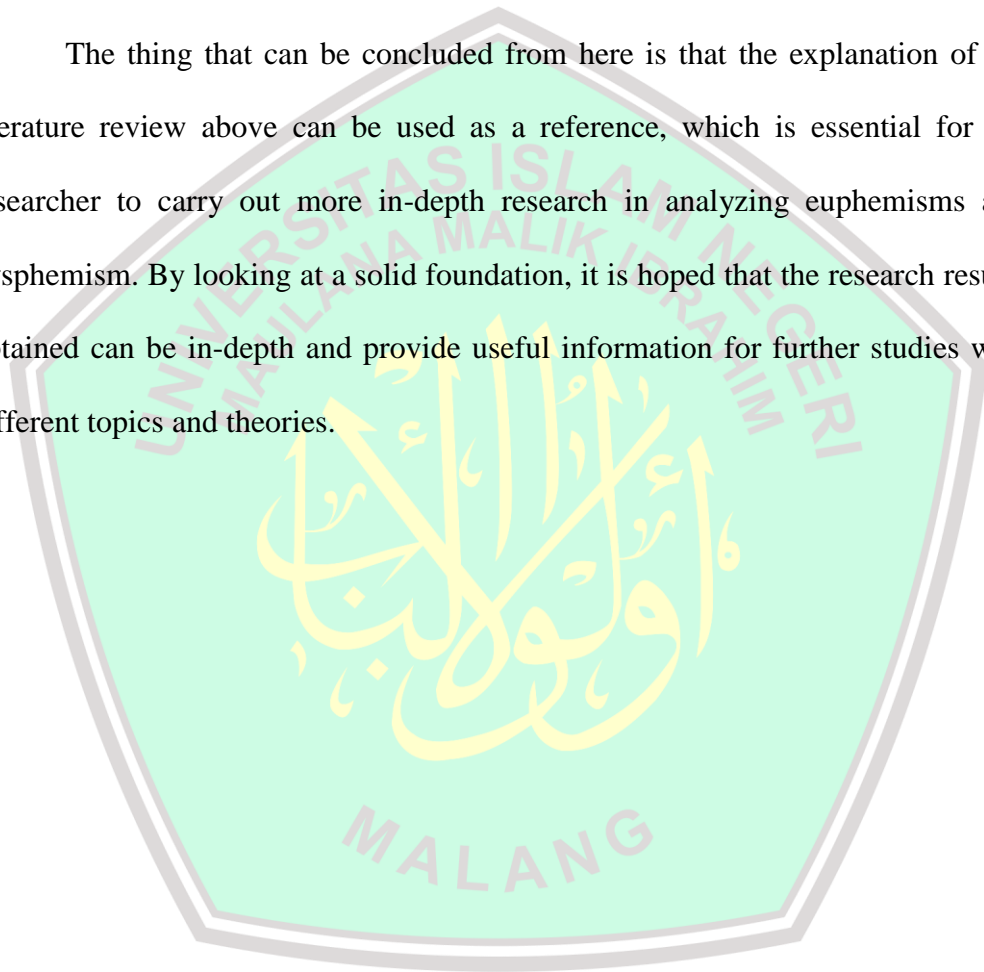 The thing that can be concluded from here is that the explanation of
erature review above can be used as a reference, which is essential for
searcher to carry out more in-depth research in analyzing euphemisms a
sphemism. By looking at a solid foundation, it is hoped that the research resu
tained can be in-depth and provide useful information for further studies w
fferent topics and theories.
UNIVERSITAS ISLAM NEGERI
MAULANA MALIK IBRAHIM
أولوا الألباب
MALANG